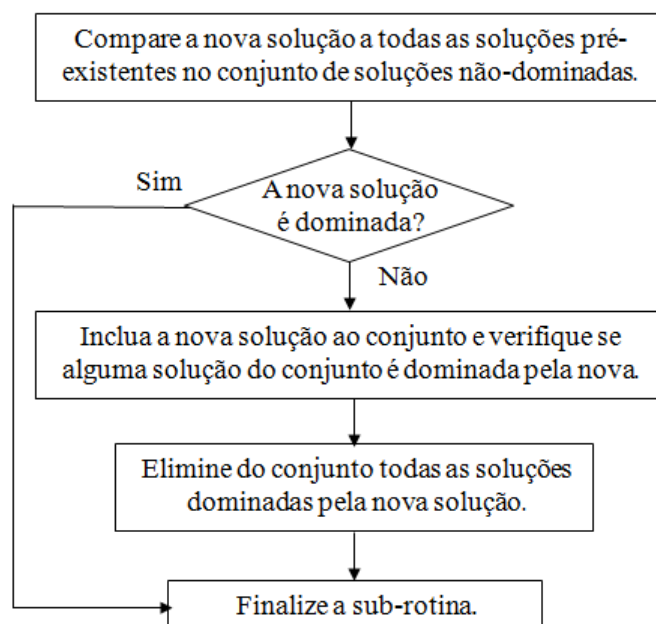 Compare a nova solução a todas as soluções pré-
existentes no conjunto de soluções não-dominadas.
Sim
A nova solução
é dominada?
Não
Inclua a nova solução ao conjunto e verifique se
alguma solução do conjunto é dominada pela nova.
Elimine do conjunto todas as soluções
dominadas pela nova solução.
Finalize a sub-rotina.